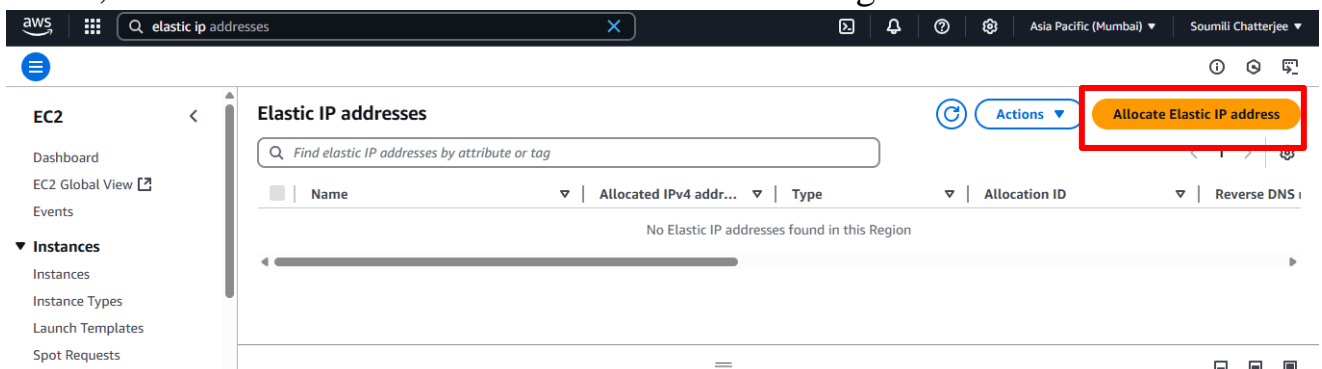 aws elastic ip addresses Asia Pacific (Mumbai) Soumili Chatterjee
EC2
Dashboard
EC2 Global View
Events
Instances
Instances
Instance Types
Launch Templates
Spot Requests
Elastic IP addresses
Actions
Allocate Elastic IP address
Find elastic IP addresses by attribute or tag
1
Name Allocated IPv4 addr... Type Allocation ID Reverse DNS
No Elastic IP addresses found in this Region